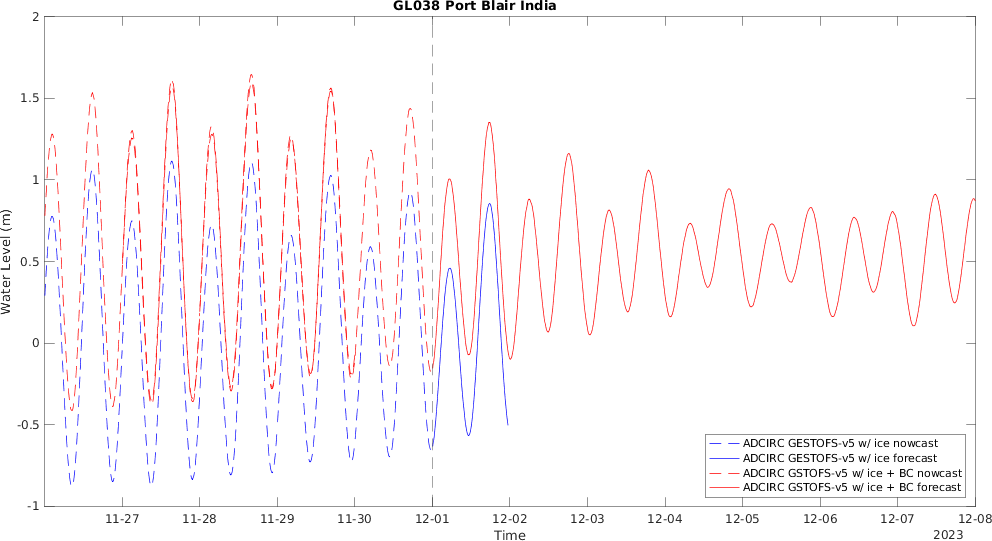 GL038 Port Blair India
2
1.5
1
0.5
0
-0.5
-1
Water Level (m)
11-27 11-28 11-29 11-30 12-01 12-02 12-03 12-04 12-05 12-06 12-07 12-08
Time
2023
ADCIRC GESTOFS-v5 w/ ice nowcast
ADCIRC GESTOFS-v5 w/ ice forecast
ADCIRC GSTOFS-v5 w/ ice + BC nowcast
ADCIRC GSTOFS-v5 w/ ice + BC forecast